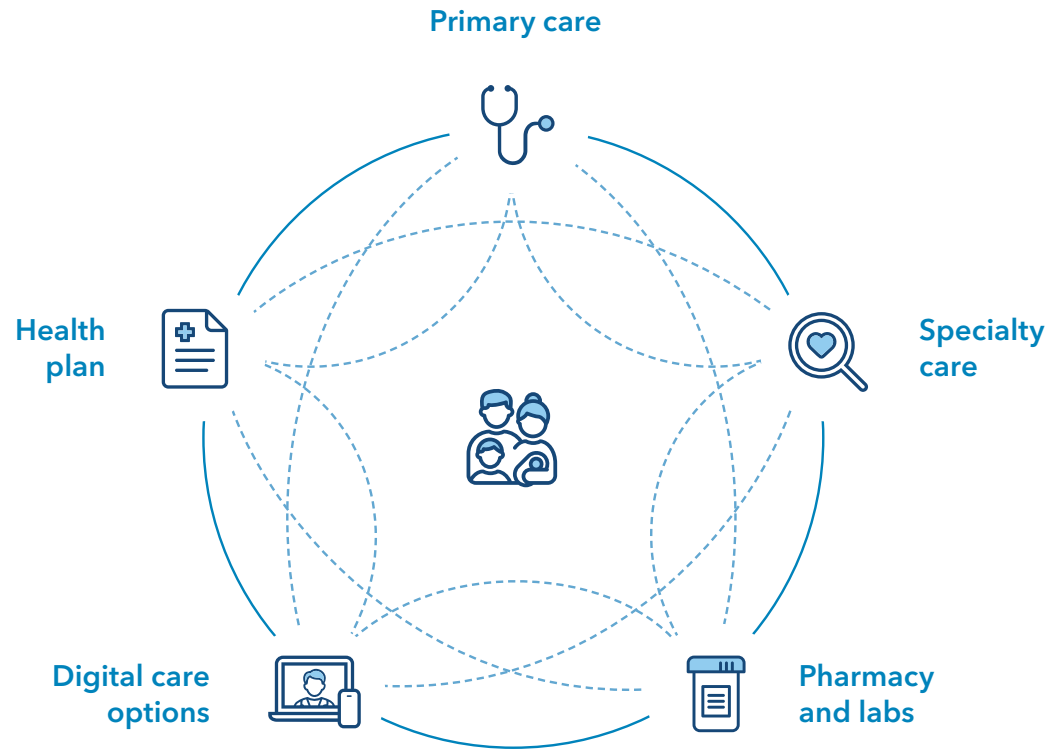 Primary care
Health
plan
Specialty
care
Digital care
options
Pharmacy
and labs